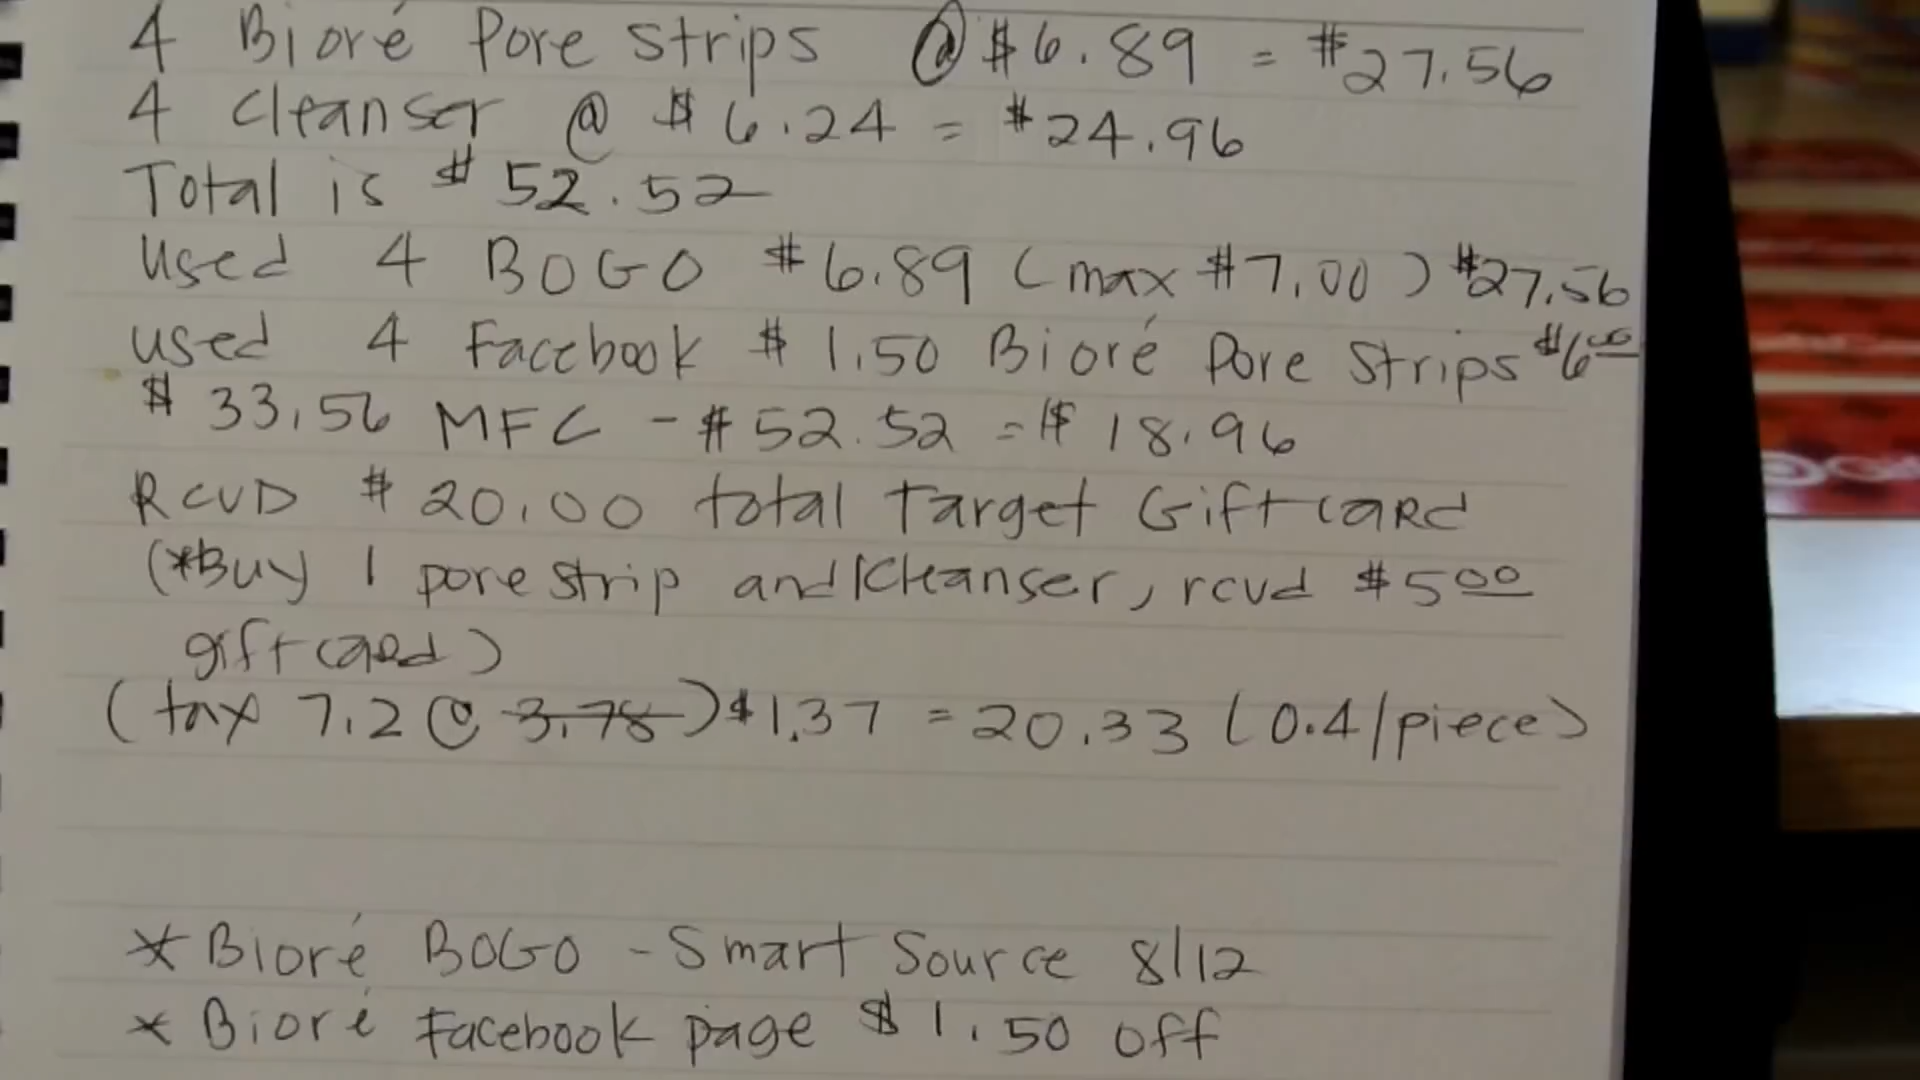 4 Bioré Pore Strips @ $6.89 = $27.56
4 Cleanser @ $6.24 = $24.96
Total is $52.52
used 4 BOGO $6.89 (max $7.00) $27.56
used 4 Facebook $1.50 Bioré Pore Strips $6.00
$33.56 MFC - $52.52 = $18.96
RCVD $20.00 total Target Giftcard
(*Buy 1 pore strip and 1 Cleanser, rcvd $5.00
giftcard)
(tax 7.2 @ 3.78) $1.37 = 20.33 (0.4/piece)
* Bioré BOGO - Smart Source 8/12
* Bioré Facebook page $1.50 off